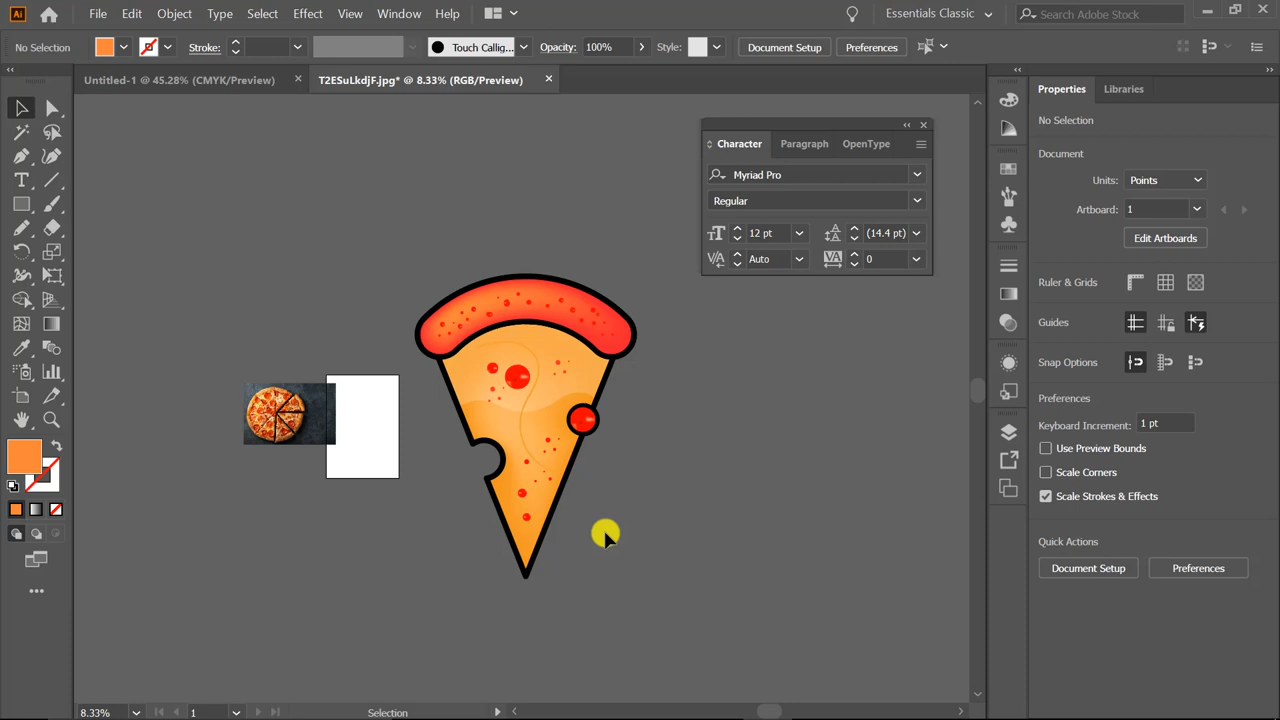 Ai File Edit Object Type Select Effect View Window Help Essentials Classic Search Adobe Stock
No Selection Stroke: Touch Callig... Opacity: 100% Style: Document Setup Preferences
Untitled-1 @ 45.28% (CMYK/Preview) T2ESuLkdjF.jpg* @ 8.33% (RGB/Preview)
Properties Libraries
No Selection
Character Paragraph OpenType
Document
Myriad Pro
Units: Points
Regular
Artboard: 1
12 pt (14.4 pt)
Edit Artboards
Auto 0
Ruler & Grids
Guides
Snap Options
Preferences
Keyboard Increment: 1 pt
Use Preview Bounds
Scale Corners
Scale Strokes & Effects
Quick Actions
Document Setup Preferences
8.33% 1 Selection